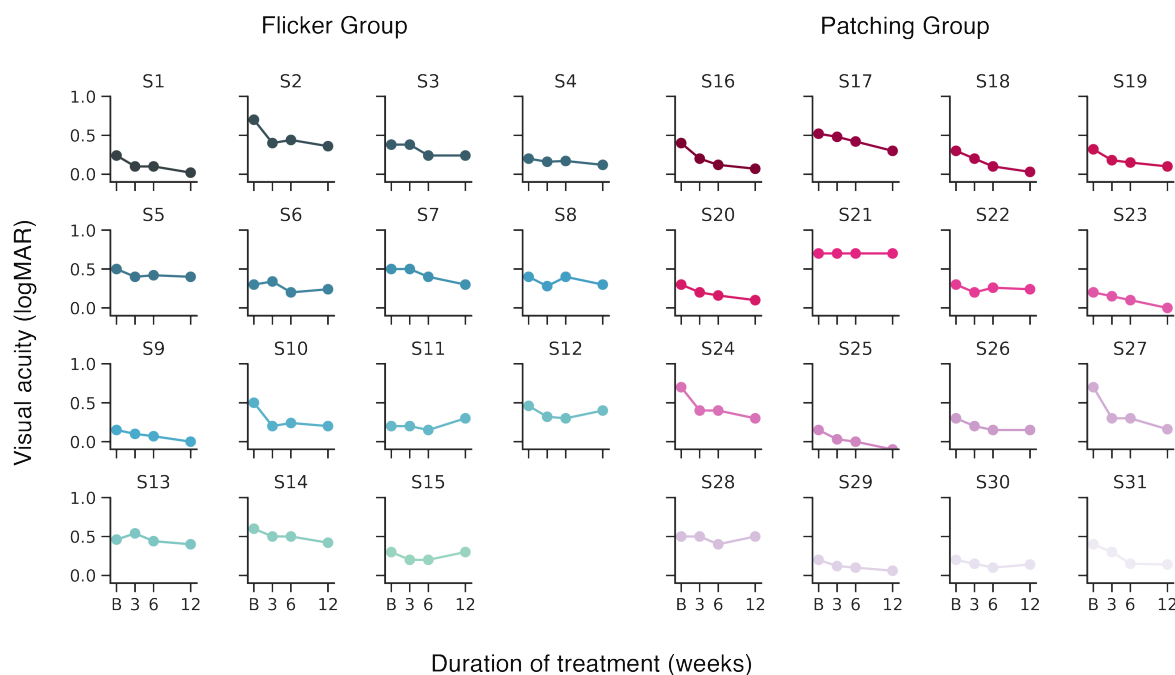 Flicker Group
Patching Group
S1 S2 S3 S4 S16 S17 S18 S19
1.0
0.5
0.0
S5 S6 S7 S8 S20 S21 S22 S23
1.0
0.5
0.0
S9 S10 S11 S12 S24 S25 S26 S27
1.0
0.5
0.0
S13 S14 S15 S28 S29 S30 S31
1.0
0.5
0.0
B 3 6 12 B 3 6 12 B 3 6 12 B 3 6 12 B 3 6 12 B 3 6 12 B 3 6 12
Visual acuity (logMAR)
Duration of treatment (weeks)